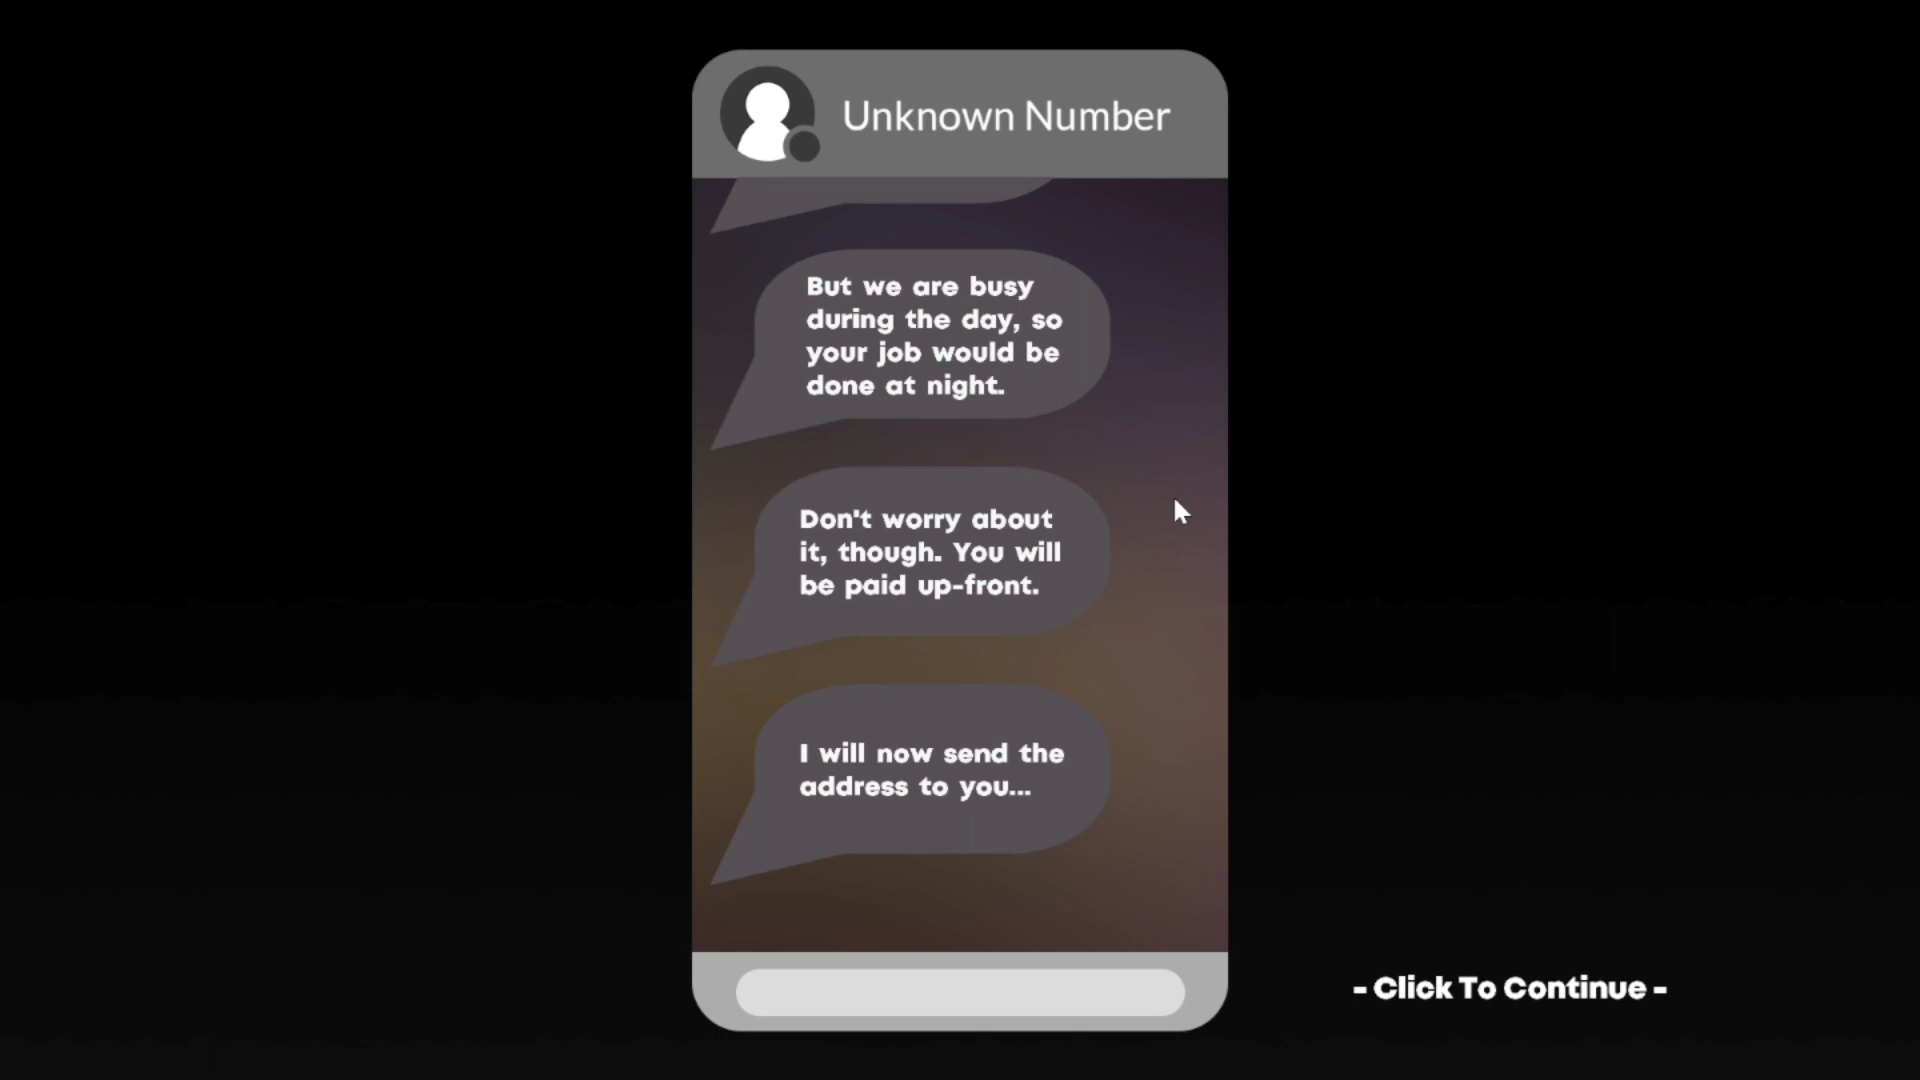 Unknown Number
But we are busy
during the day, so
your job would be
done at night.
Don't worry about
it, though. You will
be paid up-front.
I will now send the
address to you...
- Click To Continue -